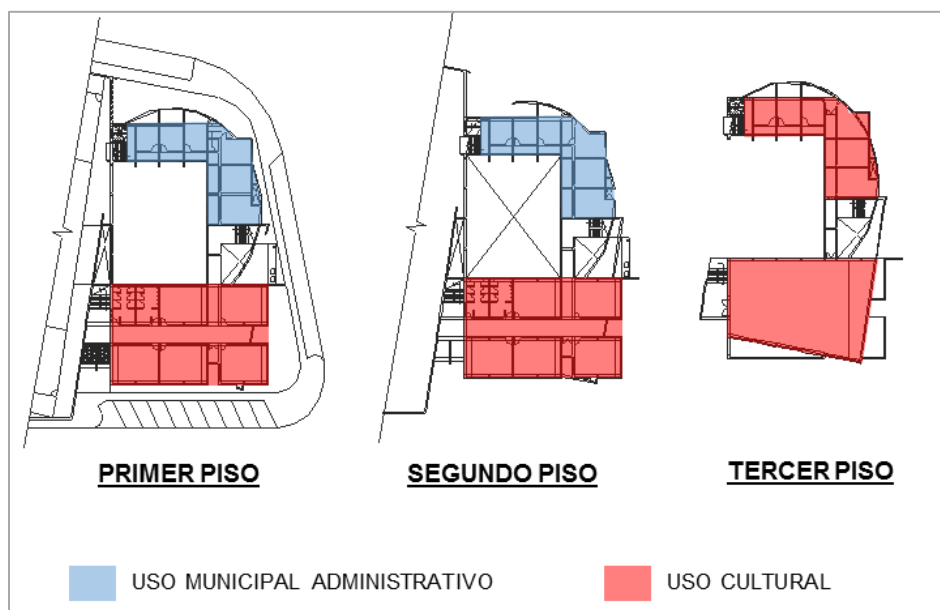 PRIMER PISO
SEGUNDO PISO
TERCER PISO
USO MUNICIPAL ADMINISTRATIVO
USO CULTURAL